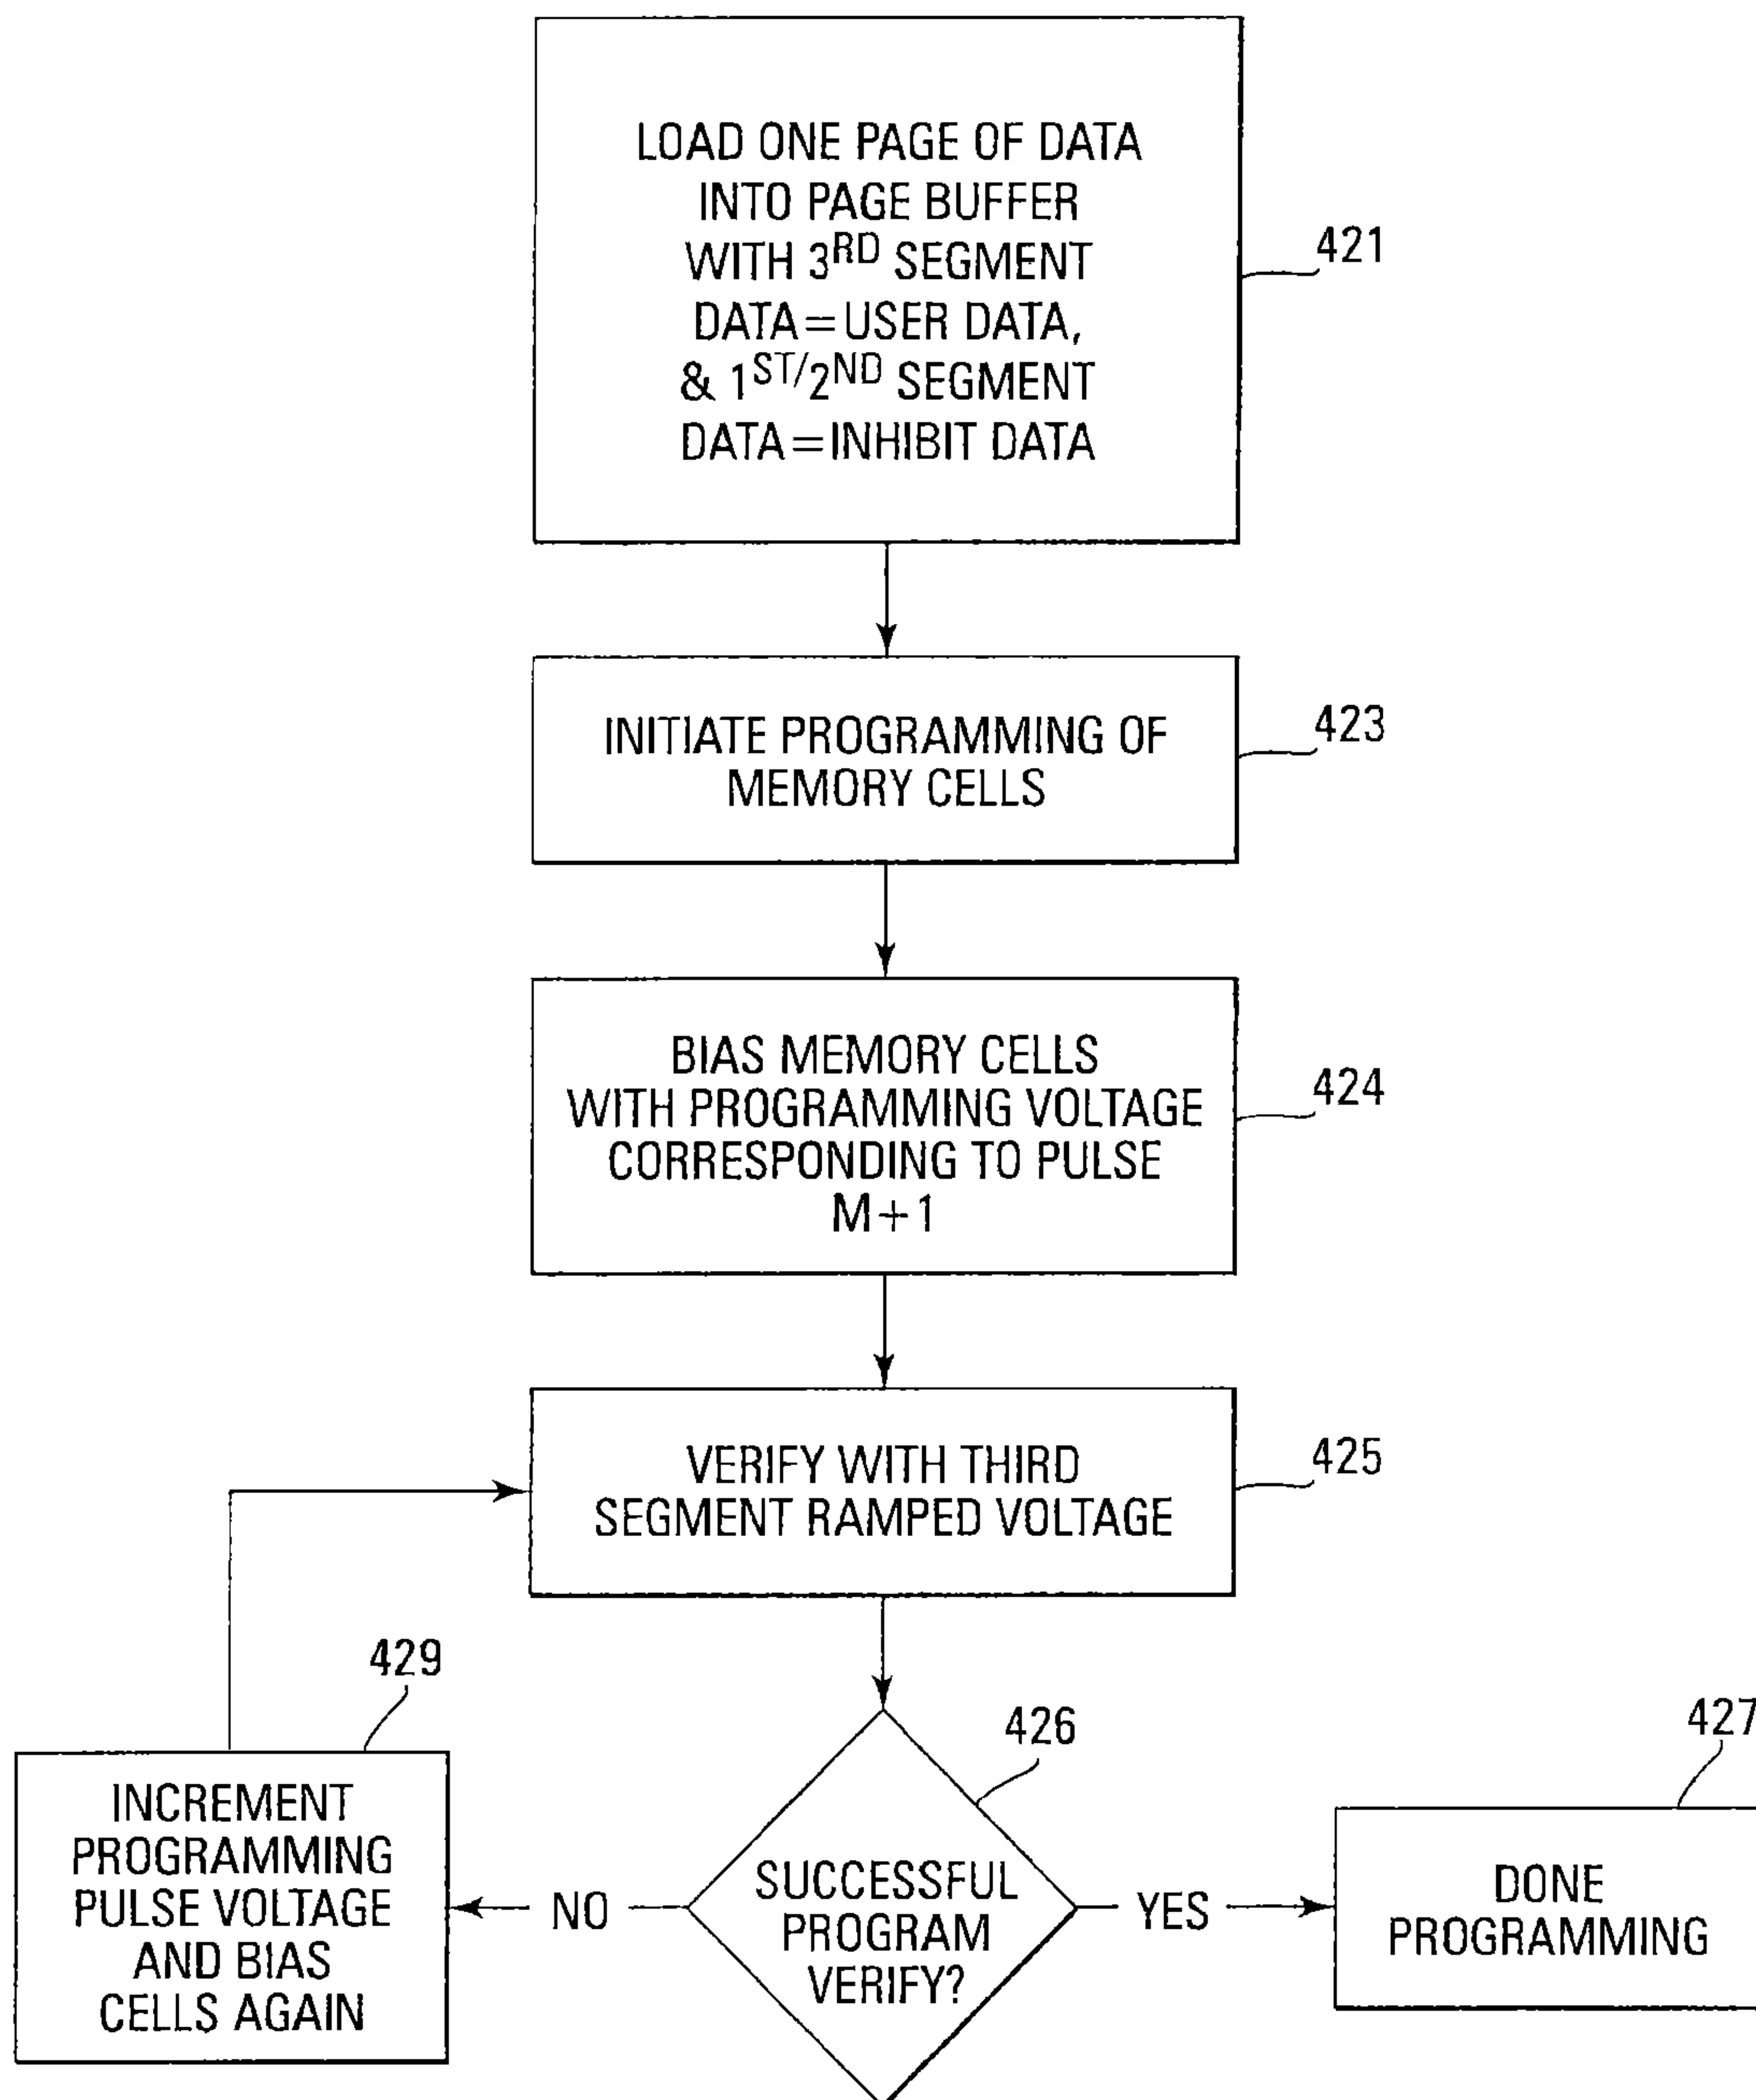 LOAD ONE PAGE OF DATA
INTO PAGE BUFFER
WITH 3RD SEGMENT
DATA=USER DATA,
& 1ST/2ND SEGMENT
DATA=INHIBIT DATA
421
INITIATE PROGRAMMING OF
MEMORY CELLS
423
BIAS MEMORY CELLS
WITH PROGRAMMING VOLTAGE
CORRESPONDING TO PULSE
M+1
424
VERIFY WITH THIRD
SEGMENT RAMPED VOLTAGE
425
429
INCREMENT
PROGRAMMING
PULSE VOLTAGE
AND BIAS
CELLS AGAIN
NO
426
SUCCESSFUL
PROGRAM
VERIFY?
YES
427
DONE
PROGRAMMING